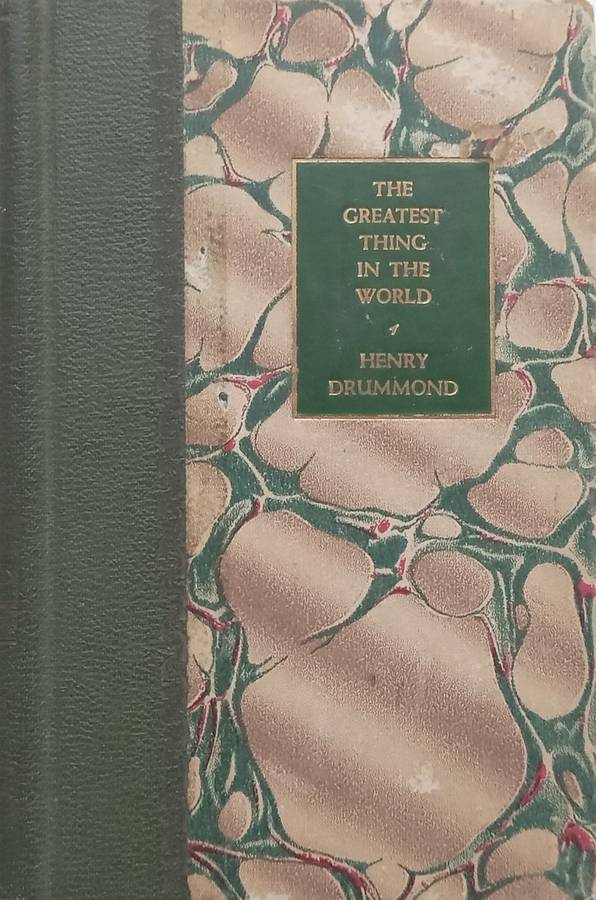 THE
GREATEST
THING
IN THE
WORLD
HENRY
DRUMMOND